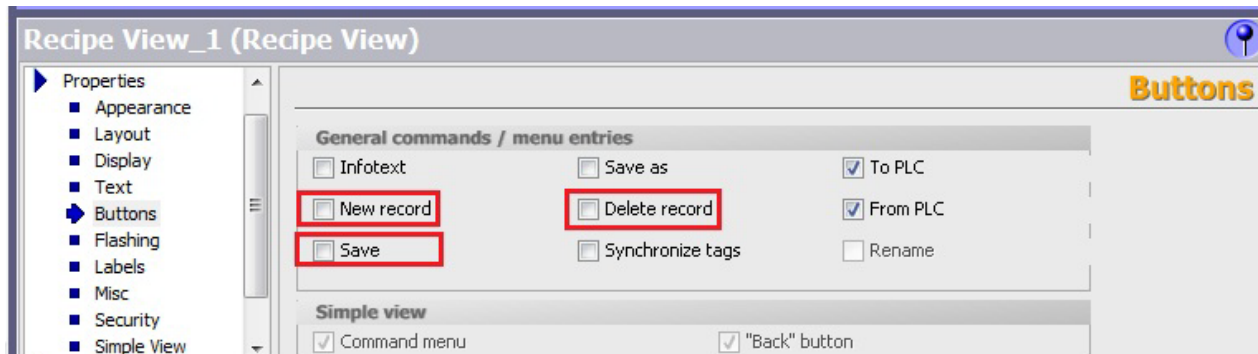 Recipe View_1 (Recipe View)
Properties
Appearance
Layout
Display
Text
Buttons
Flashing
Labels
Misc
Security
Simple View
Buttons
General commands / menu entries
Infotext Save as To PLC
New record Delete record From PLC
Save Synchronize tags Rename
Simple view
Command menu "Back" button